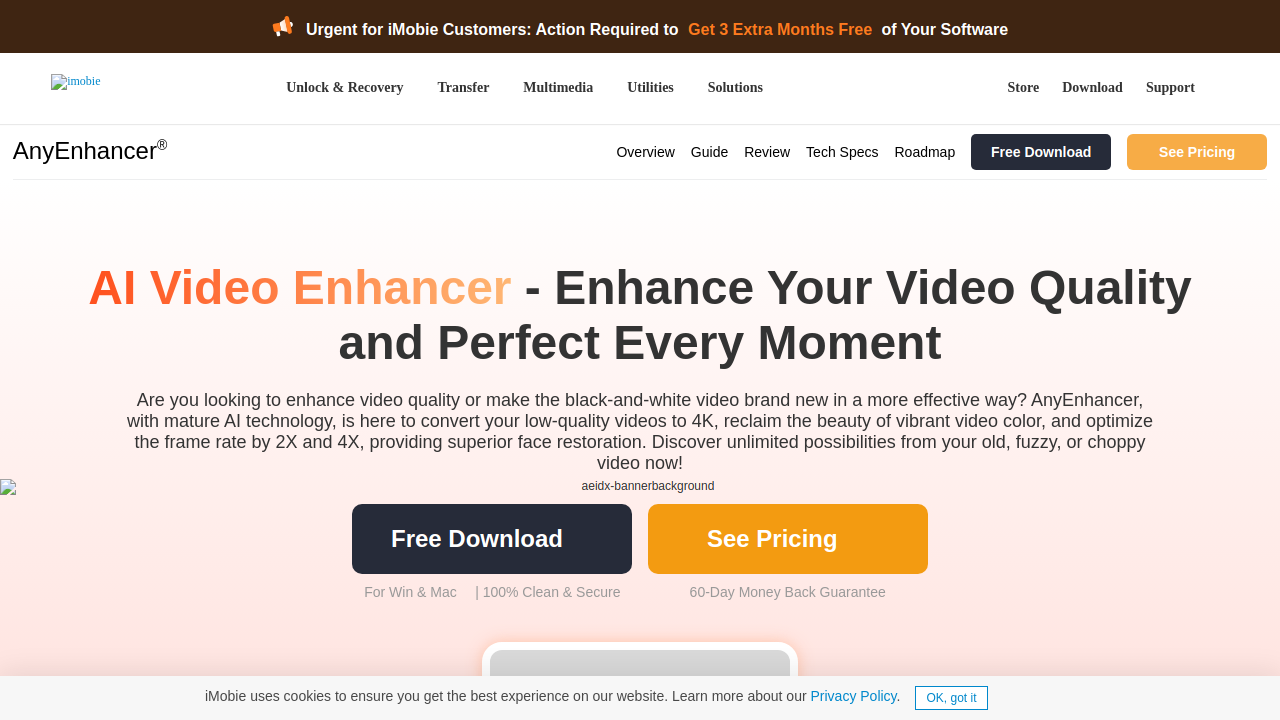 Urgent for iMobie Customers: Action Required to Get 3 Extra Months Free of Your Software
imobie
Unlock & Recovery Transfer Multimedia Utilities Solutions Store Download Support
AnyEnhancer®
Overview Guide Review Tech Specs Roadmap Free Download See Pricing
AI Video Enhancer - Enhance Your Video Quality
and Perfect Every Moment
Are you looking to enhance video quality or make the black-and-white video brand new in a more effective way? AnyEnhancer,
with mature AI technology, is here to convert your low-quality videos to 4K, reclaim the beauty of vibrant video color, and optimize
the frame rate by 2X and 4X, providing superior face restoration. Discover unlimited possibilities from your old, fuzzy, or choppy
video now!
aeidx-bannerbackground
Free Download See Pricing
For Win & Mac | 100% Clean & Secure 60-Day Money Back Guarantee
iMobie uses cookies to ensure you get the best experience on our website. Learn more about our Privacy Policy. OK, got it